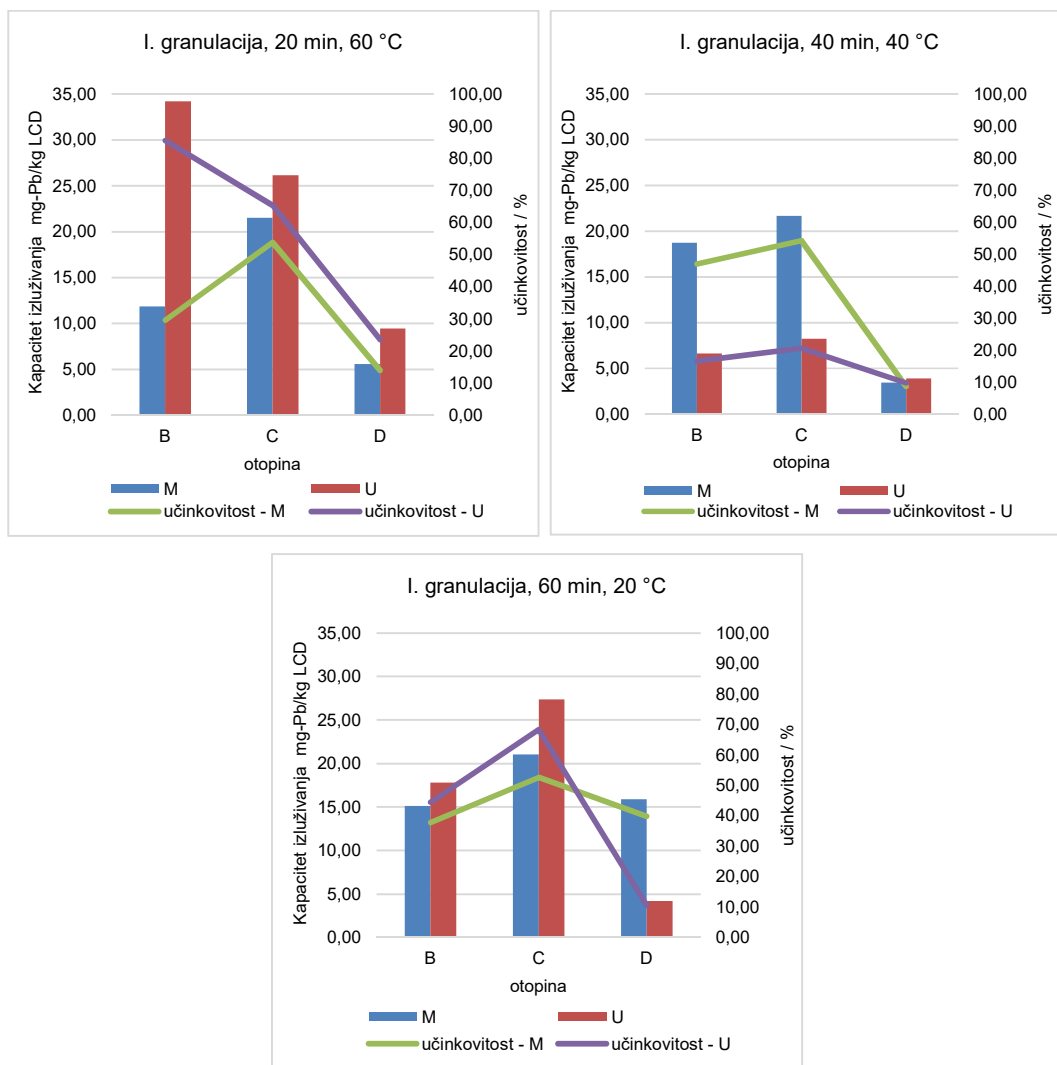 I. granulacija, 20 min, 60 °C
Kapacitet izluživanja mg-Pb/kg LCD
35,00
30,00
25,00
20,00
15,00
10,00
5,00
0,00
100,00
90,00
80,00
70,00
60,00
50,00
40,00
30,00
20,00
10,00
0,00
učinkovitost / %
B C D
otopina
M U
učinkovitost - M učinkovitost - U
I. granulacija, 40 min, 40 °C
Kapacitet izluživanja mg-Pb/kg LCD
35,00
30,00
25,00
20,00
15,00
10,00
5,00
0,00
100,00
90,00
80,00
70,00
60,00
50,00
40,00
30,00
20,00
10,00
0,00
učinkovitost / %
B C D
otopina
M U
učinkovitost - M učinkovitost - U
I. granulacija, 60 min, 20 °C
Kapacitet izluživanja mg-Pb/kg LCD
35,00
30,00
25,00
20,00
15,00
10,00
5,00
0,00
100,00
90,00
80,00
70,00
60,00
50,00
40,00
30,00
20,00
10,00
0,00
učinkovitost / %
B C D
otopina
M U
učinkovitost - M učinkovitost - U